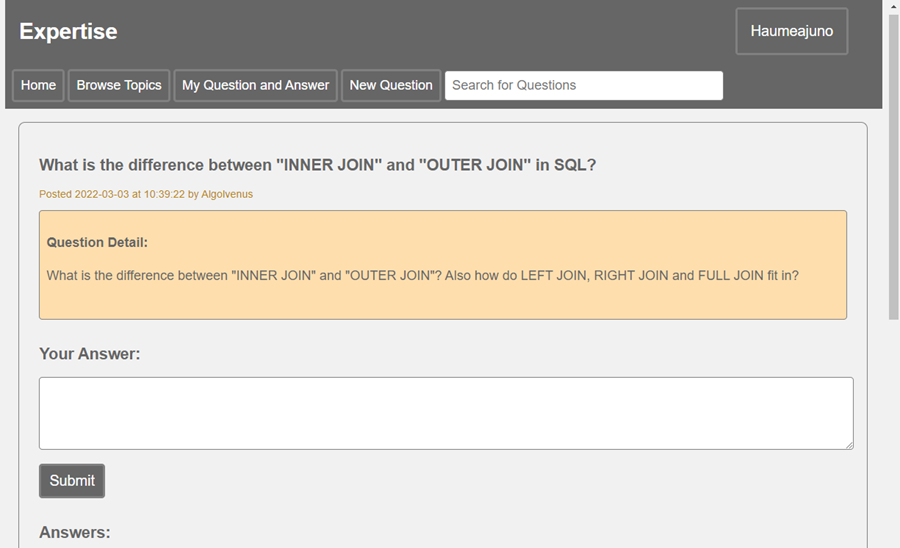 Expertise
Haumeajuno
Home
Browse Topics
My Question and Answer
New Question
Search for Questions
What is the difference between "INNER JOIN" and "OUTER JOIN" in SQL?
Posted 2022-03-03 at 10:39:22 by Algolvenus
Question Detail:
What is the difference between "INNER JOIN" and "OUTER JOIN"? Also how do LEFT JOIN, RIGHT JOIN and FULL JOIN fit in?
Your Answer:
Submit
Answers: